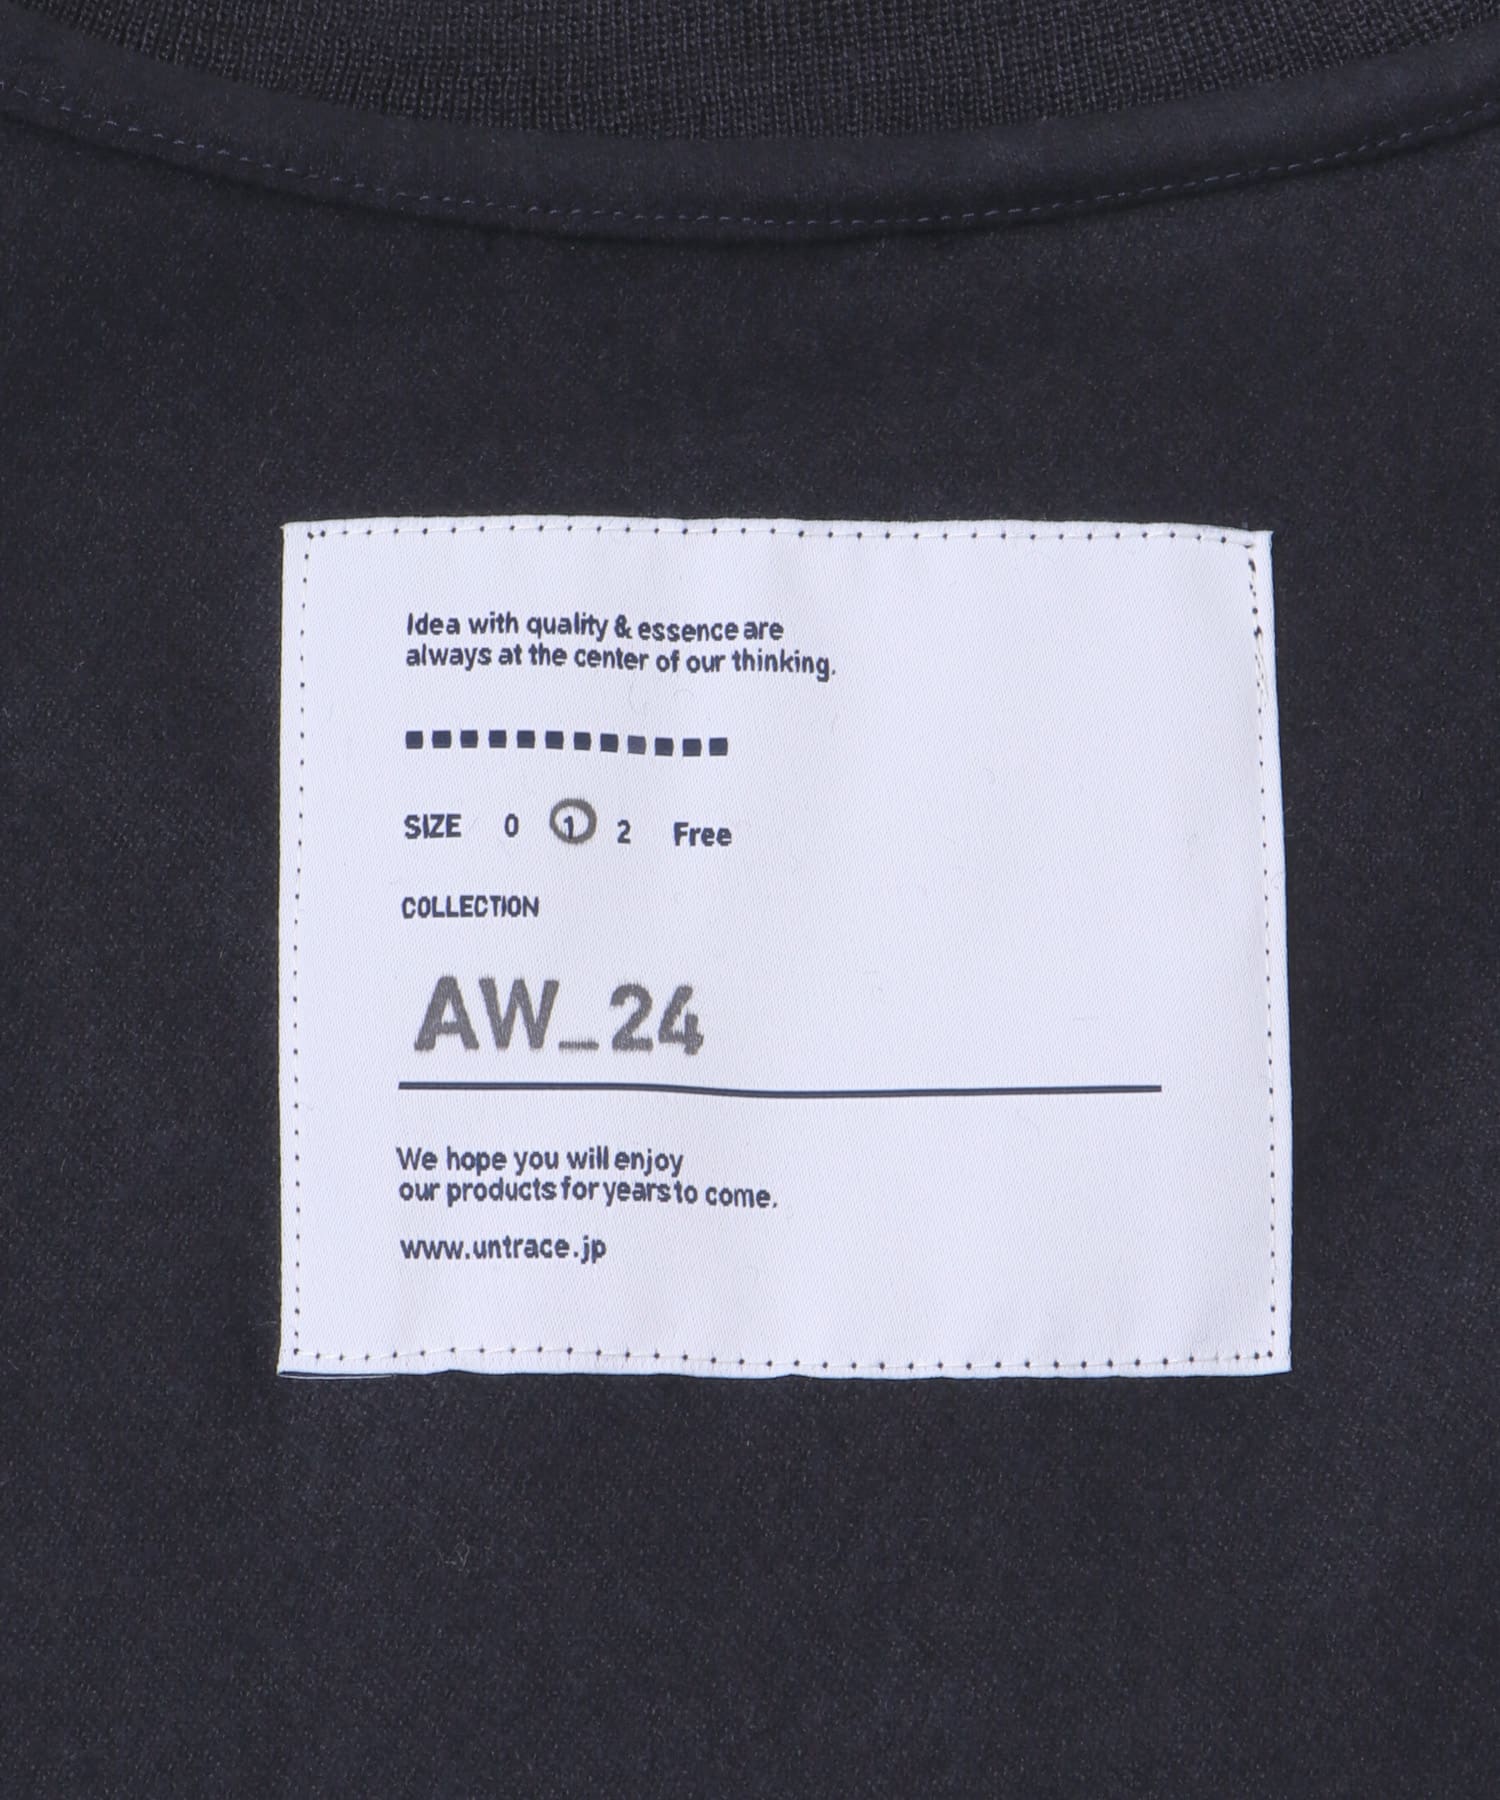 Idea with quality & essence are
always at the center of our thinking.
SIZE 0 1 2 Free
COLLECTION
AW_24
We hope you will enjoy
our products for years to come.
www.untrace.jp